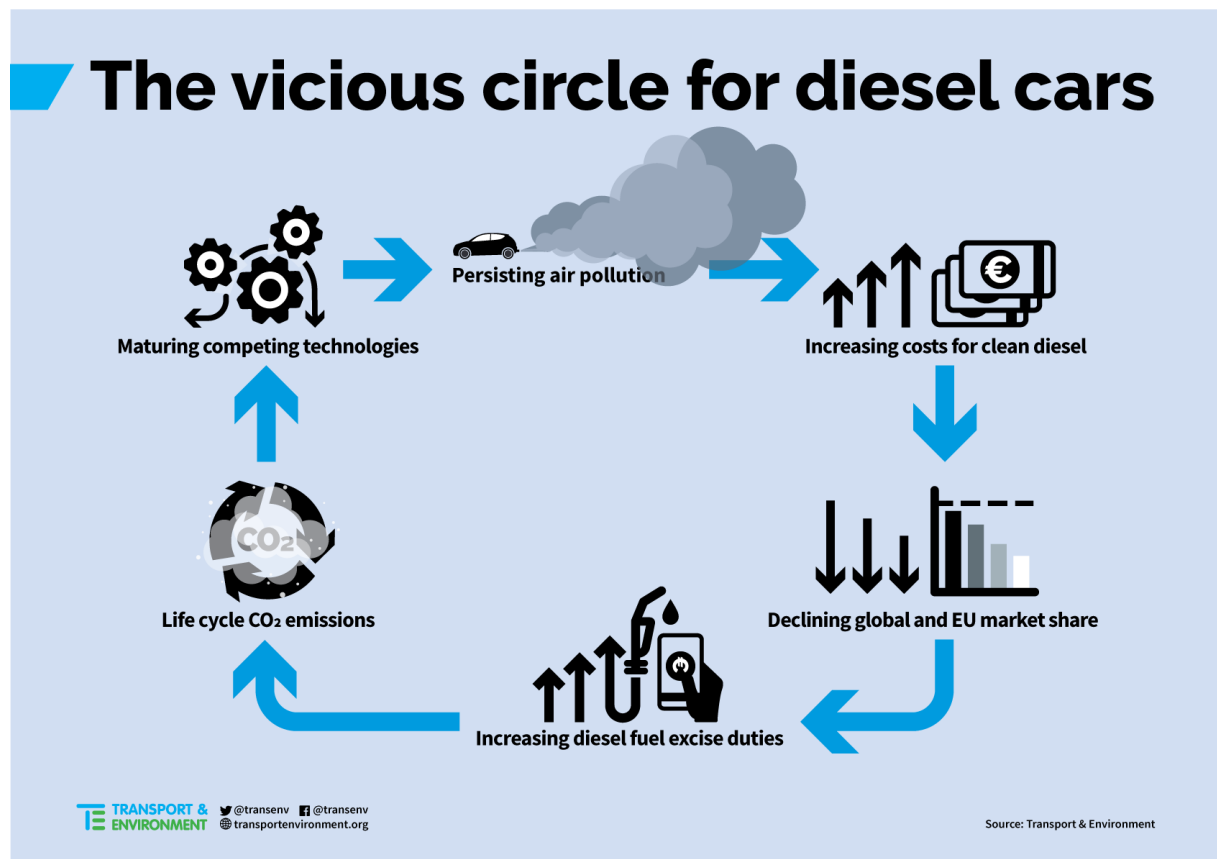 The vicious circle for diesel cars
Persisting air pollution
Maturing competing technologies
€
Increasing costs for clean diesel
CO₂
Life cycle CO₂ emissions
Declining global and EU market share
Increasing diesel fuel excise duties
TE TRANSPORT & ENVIRONMENT
@transenv @transenv
transportenvironment.org
Source: Transport & Environment